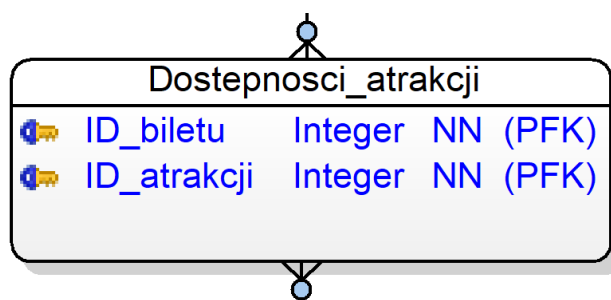 Dostepnosci_atrakcji
ID_biletu Integer NN (PFK)
ID_atrakcji Integer NN (PFK)